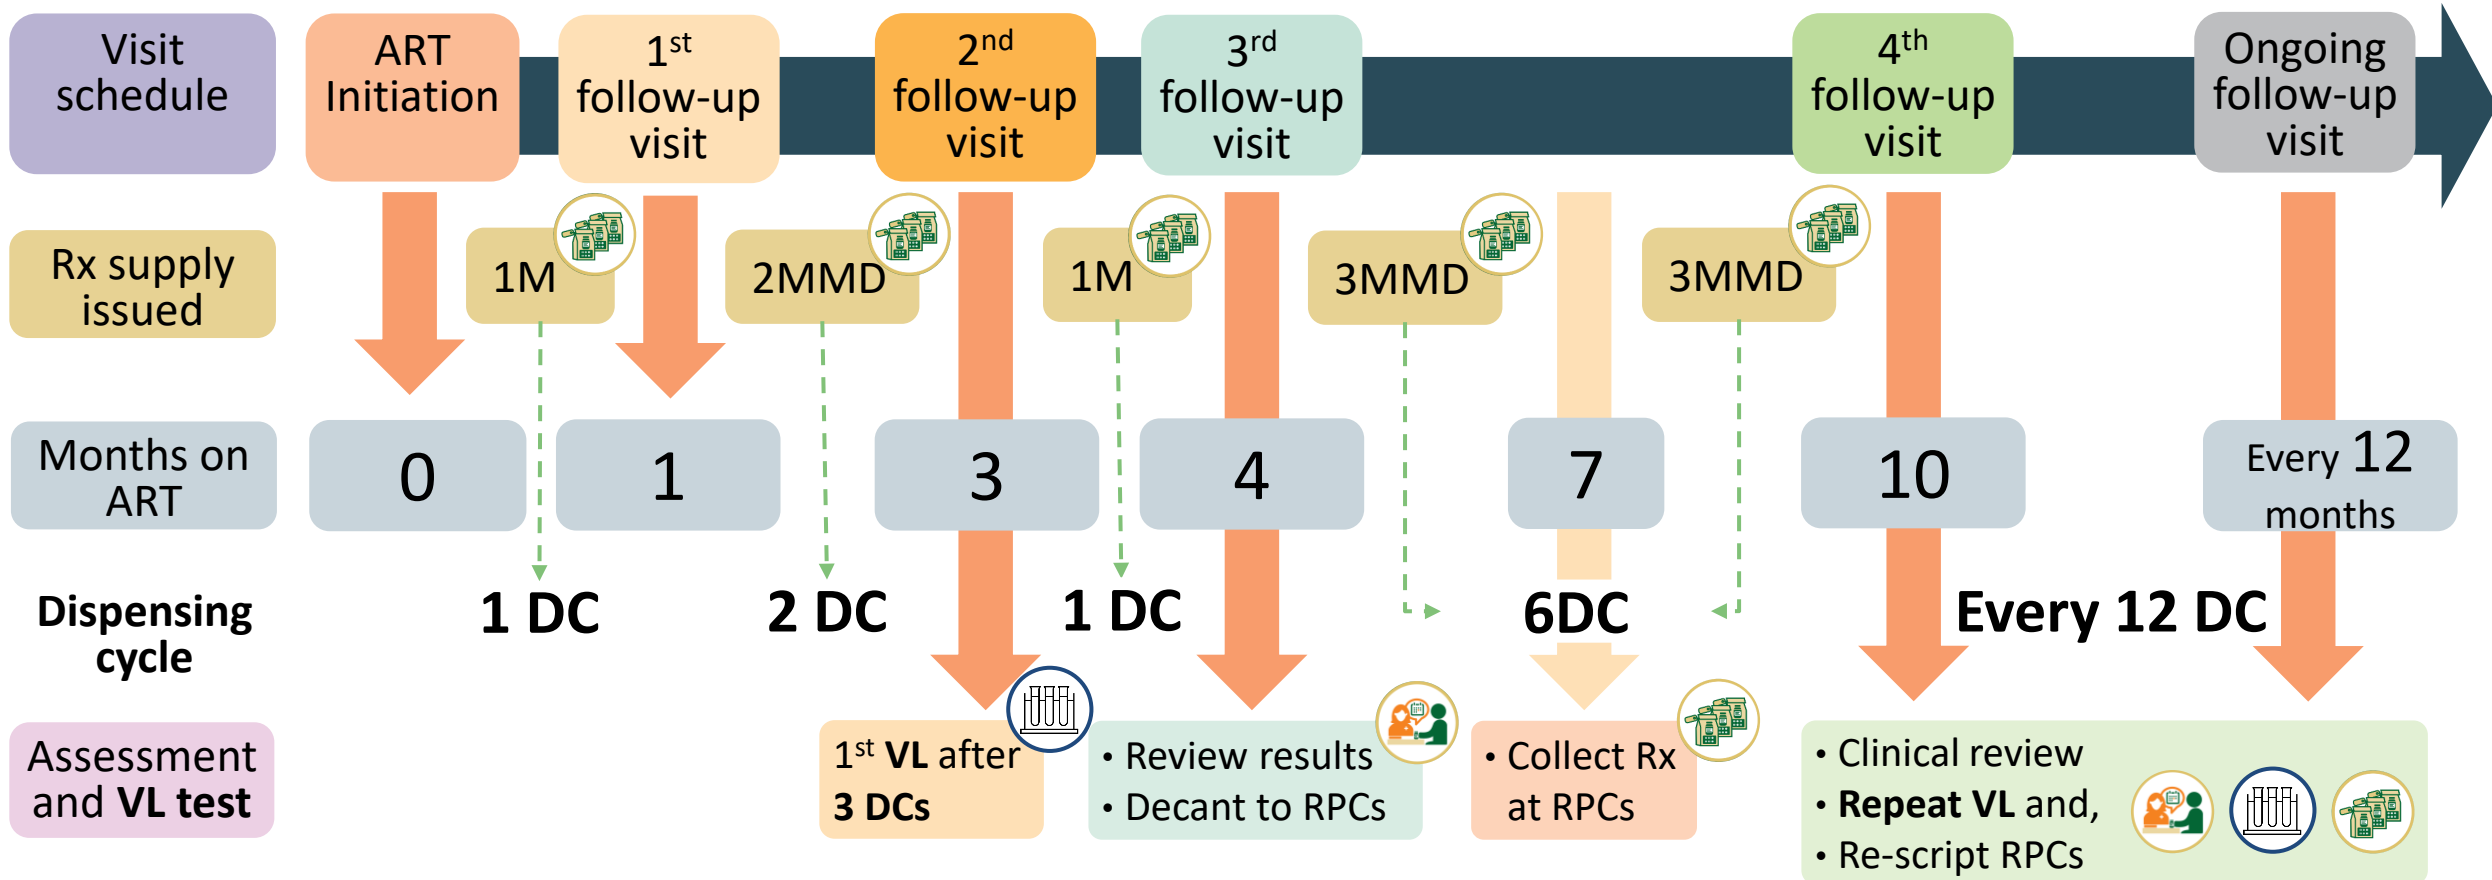 Visit
schedule
ART
Initiation
1st
follow-up
visit
2nd
follow-up
visit
3rd
follow-up
visit
4th
follow-up
visit
Ongoing
follow-up
visit
Rx supply
issued
1M
2MMD
1M
3MMD
3MMD
Months on
ART
0
1
3
4
7
10
Every 12
months
Dispensing
cycle
1 DC
2 DC
1 DC
6DC
Every 12 DC
Assessment
and VL test
1st VL after
3 DCs
• Review results
• Decant to RPCs
• Collect Rx
at RPCs
• Clinical review
• Repeat VL and,
• Re-script RPCs